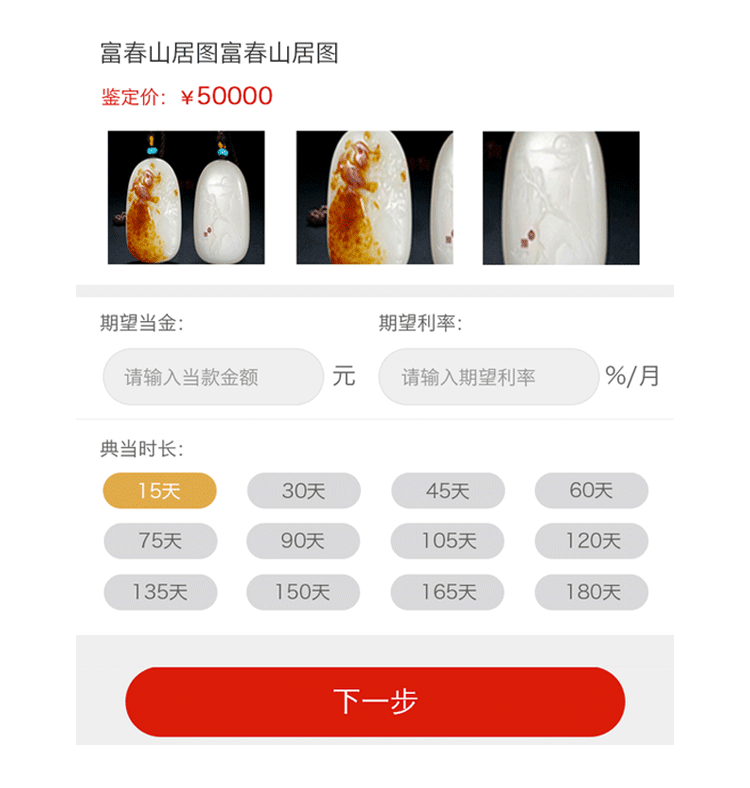 富春山居图富春山居图
鉴定价：￥50000
期望当金： 期望利率：
请输入当款金额 元 请输入期望利率 %/月
典当时长：
15天 30天 45天 60天
75天 90天 105天 120天
135天 150天 165天 180天
下一步